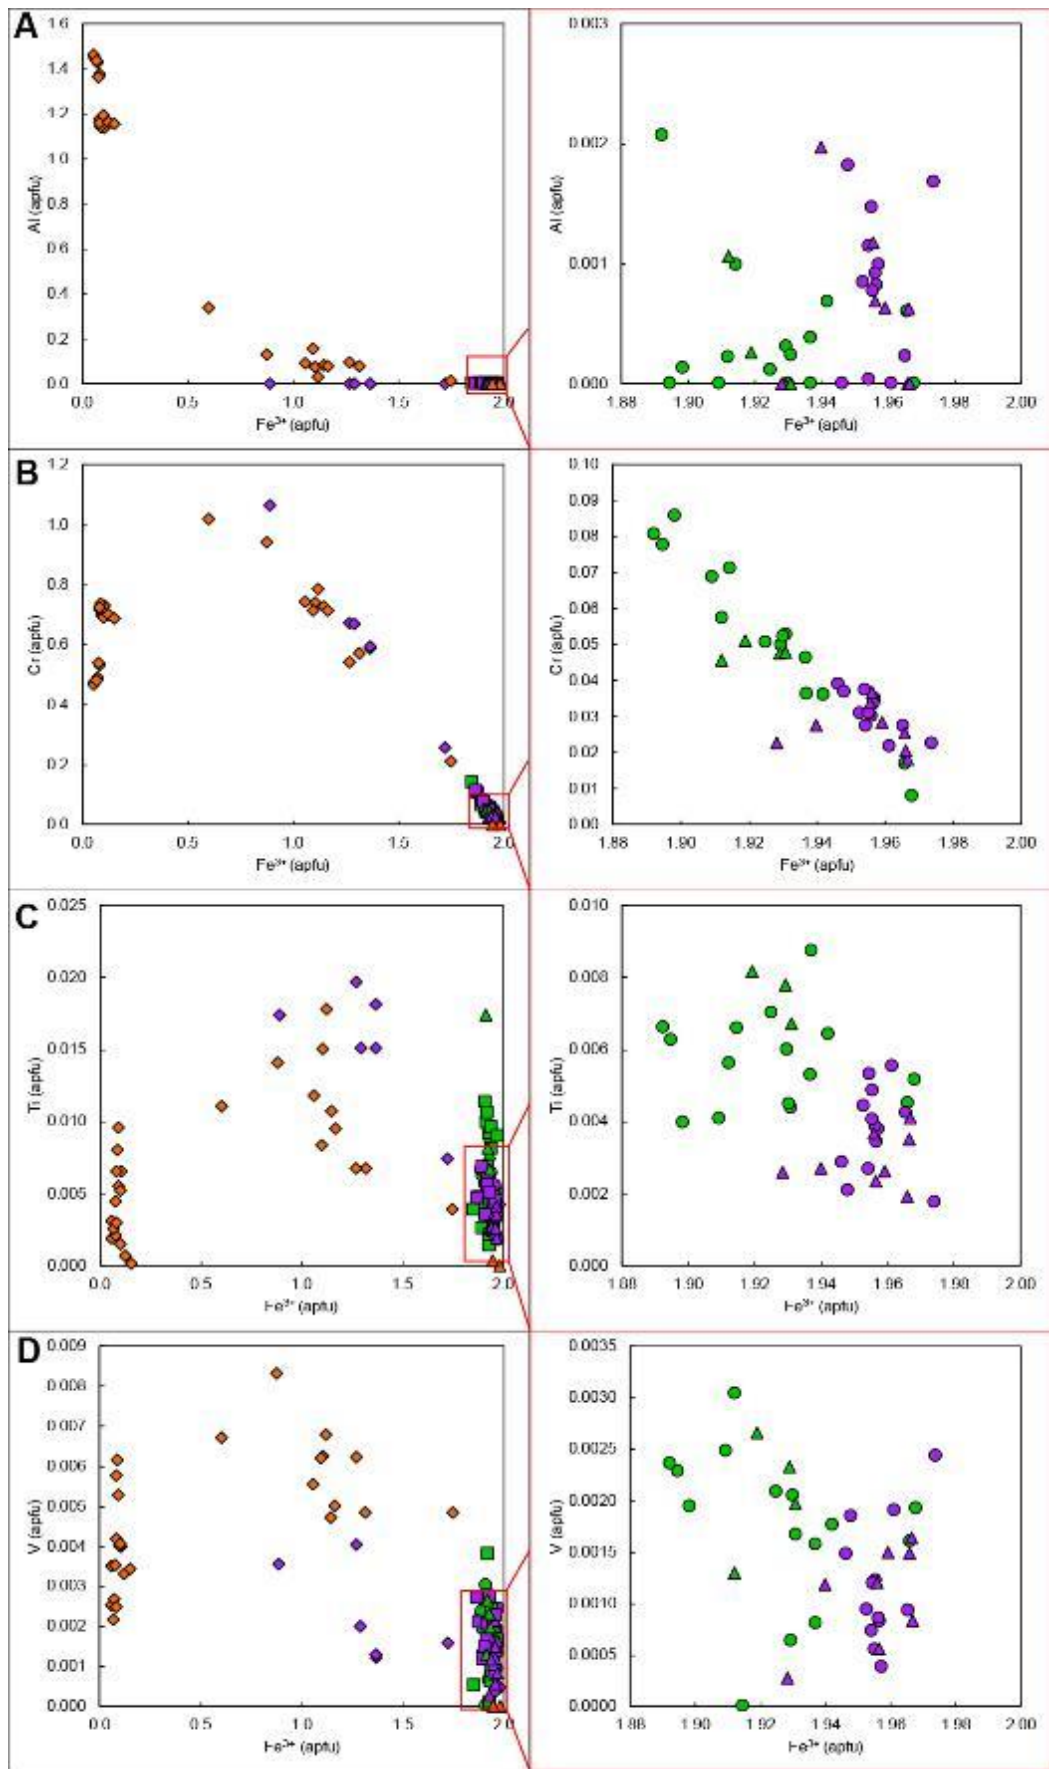 A
Al (apfu)
1.6
1.4
1.2
1.0
0.8
0.6
0.4
0.2
0.0
0.0 0.5 1.0 1.5 2.0
Fe³⁺ (apfu)
Al (apfu)
0.003
0.002
0.001
0.000
1.88 1.90 1.92 1.94 1.96 1.98 2.00
Fe³⁺ (apfu)
B
Cr (apfu)
1.2
1.0
0.8
0.6
0.4
0.2
0.0
0.0 0.5 1.0 1.5 2.0
Fe³⁺ (apfu)
Cr (apfu)
0.10
0.09
0.08
0.07
0.06
0.05
0.04
0.03
0.02
0.01
0.00
1.88 1.90 1.92 1.94 1.96 1.98 2.00
Fe³⁺ (apfu)
C
Ti (apfu)
0.025
0.020
0.015
0.010
0.005
0.000
0.0 0.5 1.0 1.5 2.0
Fe³⁺ (apfu)
Ti (apfu)
0.010
0.008
0.006
0.004
0.002
0.000
1.88 1.90 1.92 1.94 1.96 1.98 2.00
Fe³⁺ (apfu)
D
V (apfu)
0.009
0.008
0.007
0.006
0.005
0.004
0.003
0.002
0.001
0.000
0.0 0.5 1.0 1.5 2.0
Fe³⁺ (apfu)
V (apfu)
0.0035
0.0030
0.0025
0.0020
0.0015
0.0010
0.0005
0.0000
1.88 1.90 1.92 1.94 1.96 1.98 2.00
Fe³⁺ (apfu)